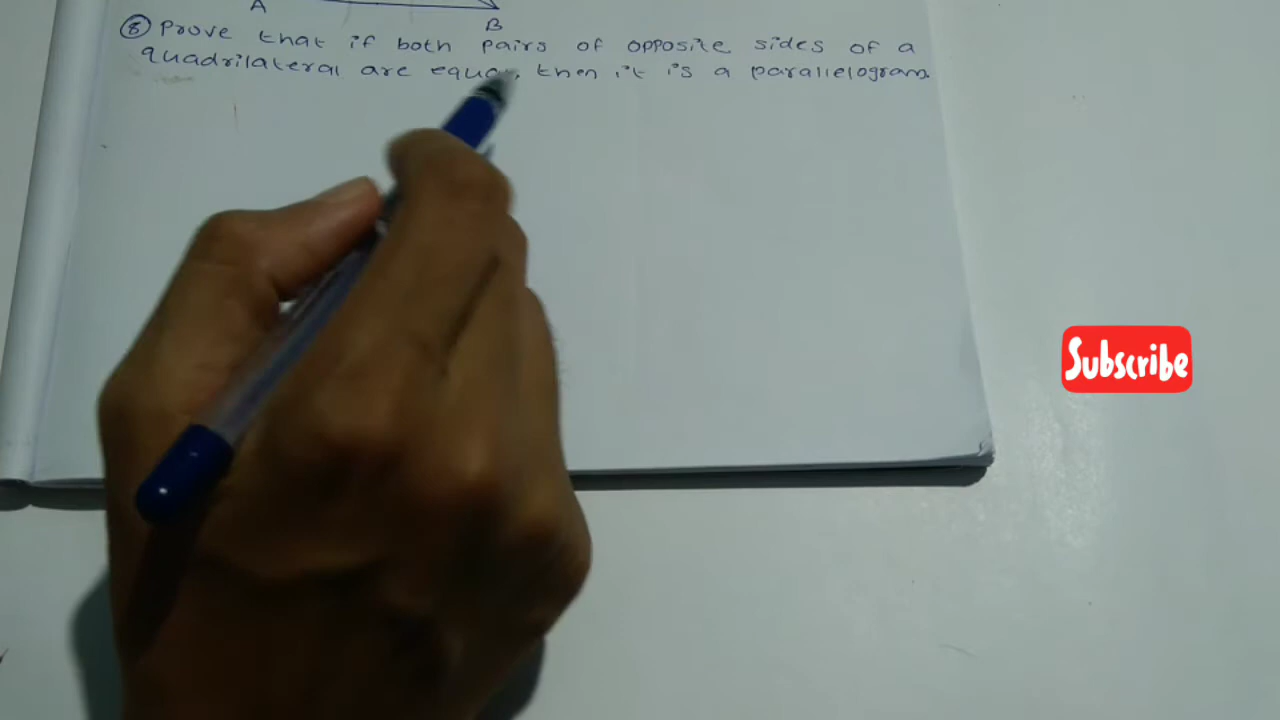 A
B
⑧ Prove that if both pairs of opposite sides of a
quadrilateral are equal, then it is a parallelogram.
Subscribe